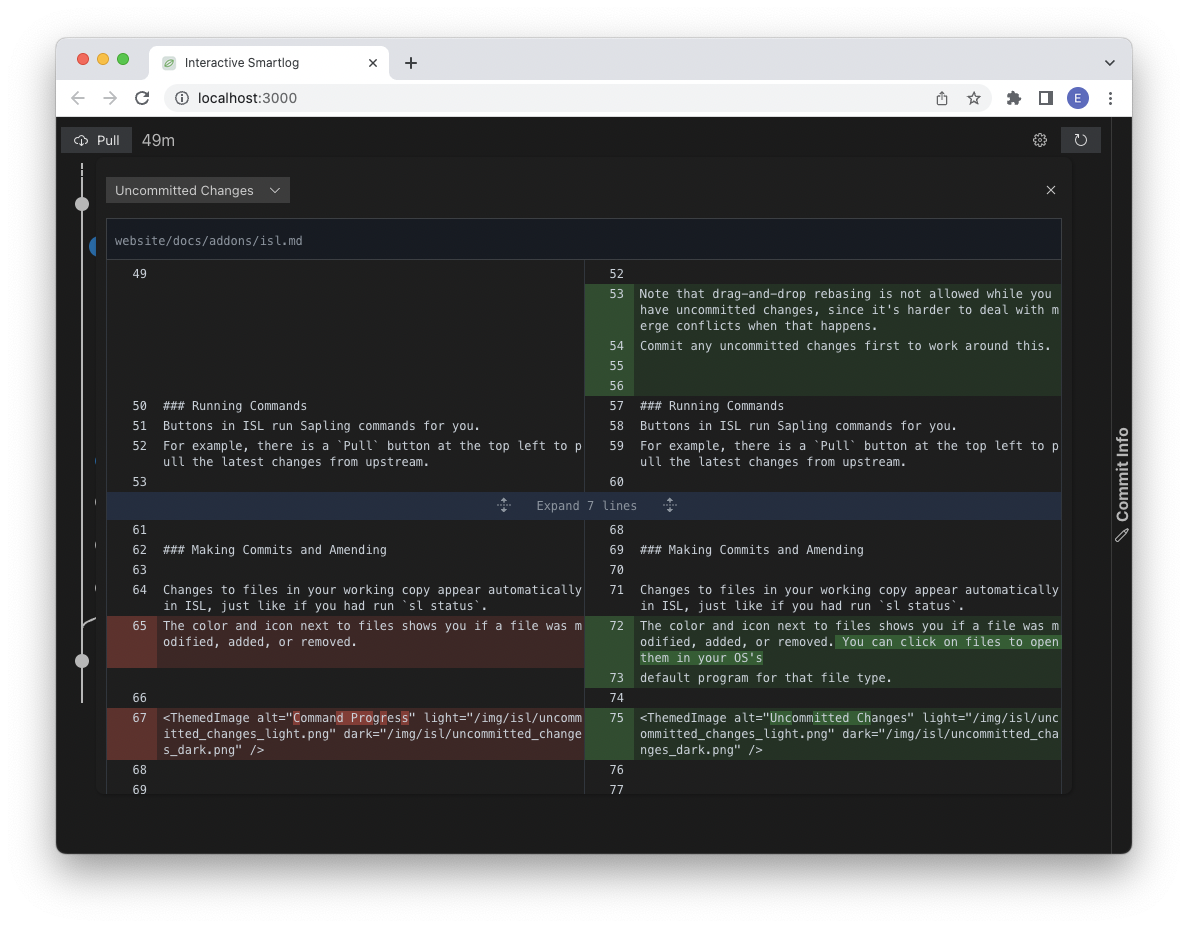 Interactive Smartlog
localhost:3000
E
Pull 49m
Uncommitted Changes
website/docs/addons/isl.md
49
52
53 Note that drag-and-drop rebasing is not allowed while you
have uncommitted changes, since it's harder to deal with m
erge conflicts when that happens.
54 Commit any uncommitted changes first to work around this.
55
56
50 ### Running Commands
57 ### Running Commands
51 Buttons in ISL run Sapling commands for you.
58 Buttons in ISL run Sapling commands for you.
52 For example, there is a `Pull` button at the top left to p
ull the latest changes from upstream.
59 For example, there is a `Pull` button at the top left to p
ull the latest changes from upstream.
53
60
Expand 7 lines
61
68
62 ### Making Commits and Amending
69 ### Making Commits and Amending
63
70
64 Changes to files in your working copy appear automatically
in ISL, just like if you had run `sl status`.
71 Changes to files in your working copy appear automatically
in ISL, just like if you had run `sl status`.
65 The color and icon next to files shows you if a file was m
odified, added, or removed.
72 The color and icon next to files shows you if a file was m
odified, added, or removed. You can click on files to open
them in your OS's
73 default program for that file type.
66
74
67 <ThemedImage alt="Command Progress" light="/img/isl/uncomm
itted_changes_light.png" dark="/img/isl/uncommitted_change
s_dark.png" />
75 <ThemedImage alt="Uncommitted Changes" light="/img/isl/unc
ommitted_changes_light.png" dark="/img/isl/uncommitted_cha
nges_dark.png" />
68
76
69
77
Commit Info